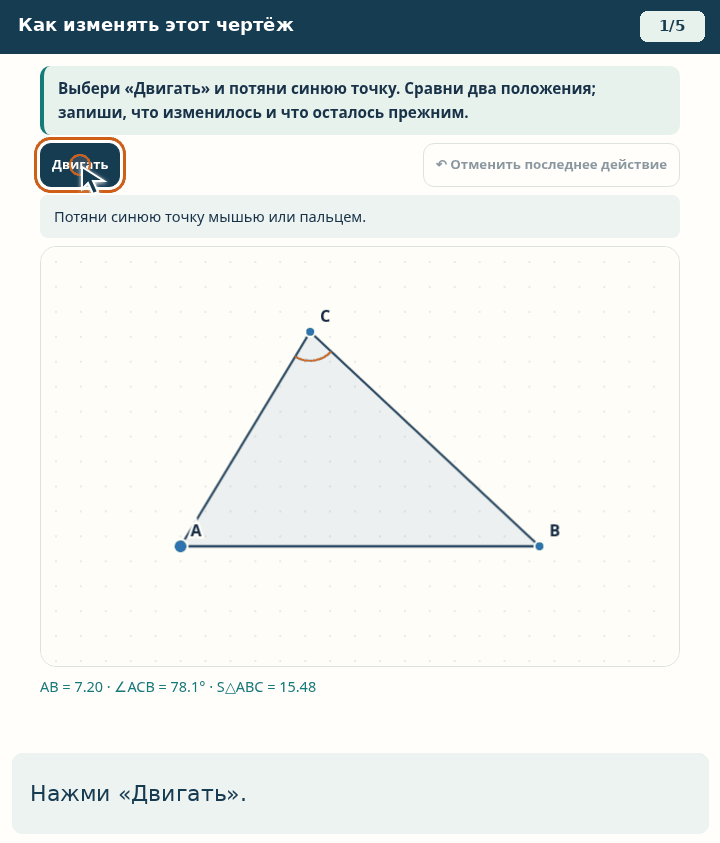 Как изменять этот чертёж
1/5
Выбери «Двигать» и потяни синюю точку. Сравни два положения;
запиши, что изменилось и что осталось прежним.
Двигать
↶ Отменить последнее действие
Потяни синюю точку мышью или пальцем.
C
A
B
AB = 7.20 · ∠ACB = 78.1° · S△ABC = 15.48
Нажми «Двигать».